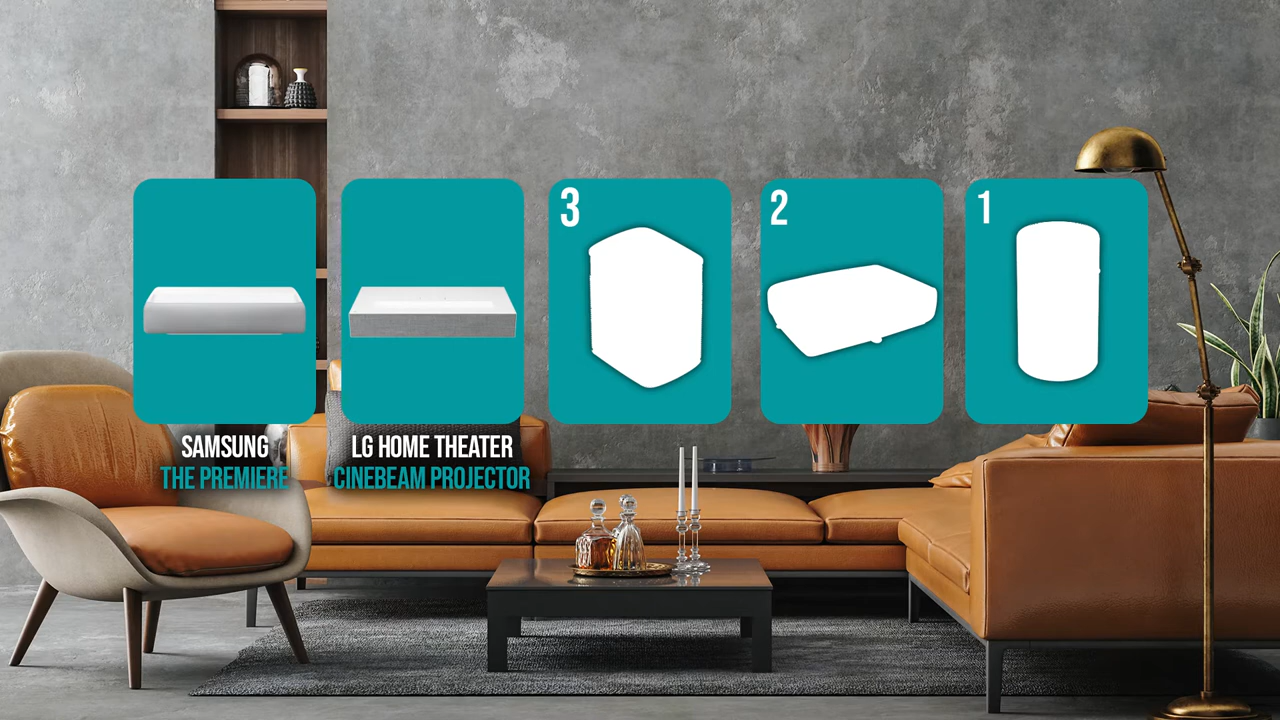 3
2
1
SAMSUNG
THE PREMIERE
LG HOME THEATER
CINEBEAM PROJECTOR